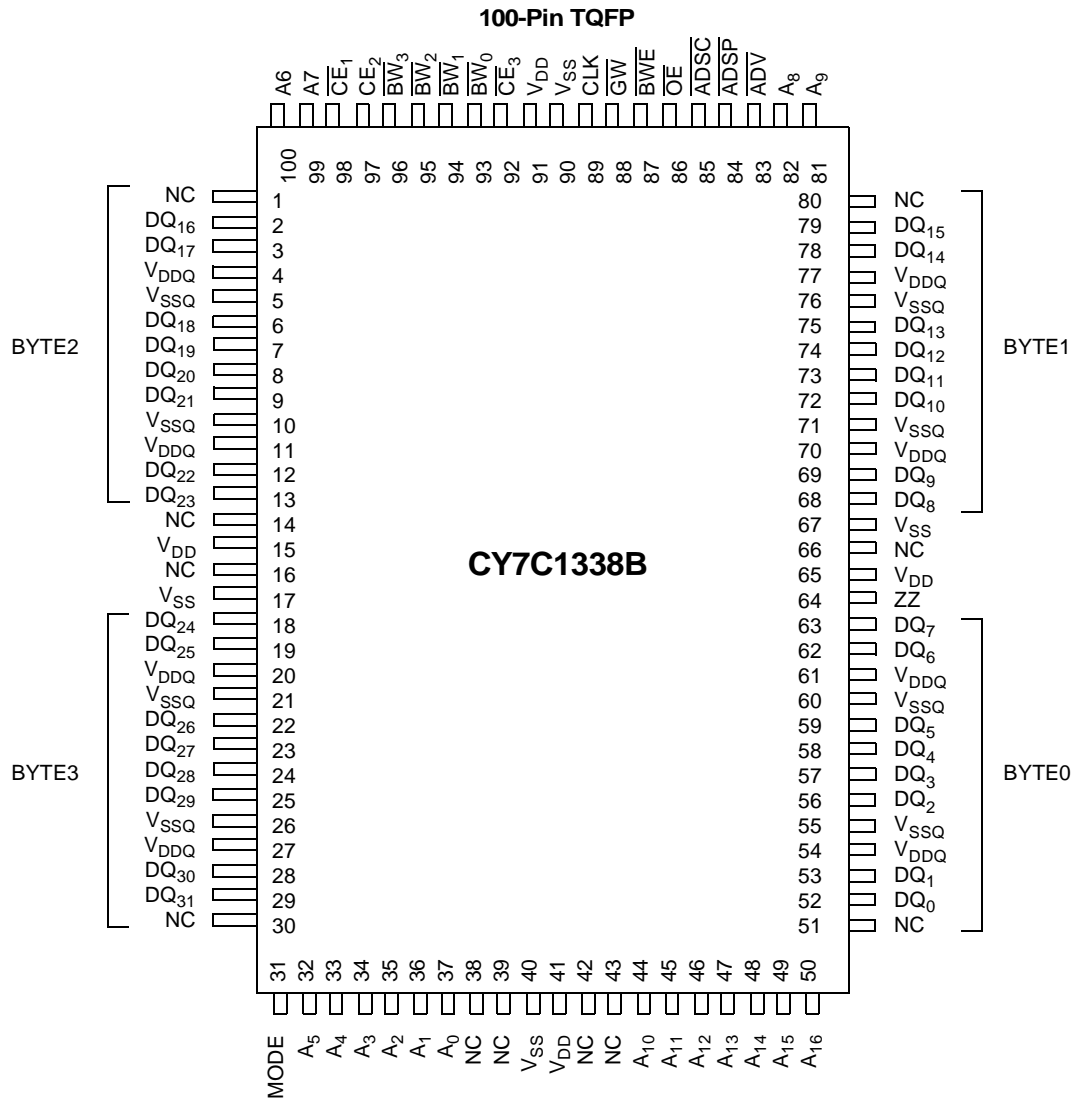 100-Pin TQFP
A6
A7
CE1
CE2
BW3
BW2
BW1
BW0
CE3
VDD
VSS
CLK
GW
BWE
OE
ADSC
ADSP
ADV
A8
A9
100
99
98
97
96
95
94
93
92
91
90
89
88
87
86
85
84
83
82
81
BYTE2
NC 1
DQ16 2
DQ17 3
VDDQ 4
VSSQ 5
DQ18 6
DQ19 7
DQ20 8
DQ21 9
VSSQ 10
VDDQ 11
DQ22 12
DQ23 13
NC 14
VDD 15
NC 16
VSS 17
BYTE3
DQ24 18
DQ25 19
VDDQ 20
VSSQ 21
DQ26 22
DQ27 23
DQ28 24
DQ29 25
VSSQ 26
VDDQ 27
DQ30 28
DQ31 29
NC 30
CY7C1338B
80 NC
79 DQ15
78 DQ14
77 VDDQ
76 VSSQ
75 DQ13
74 DQ12
73 DQ11
72 DQ10
71 VSSQ
70 VDDQ
69 DQ9
68 DQ8
67 VSS
66 NC
65 VDD
64 ZZ
BYTE1
63 DQ7
62 DQ6
61 VDDQ
60 VSSQ
59 DQ5
58 DQ4
57 DQ3
56 DQ2
55 VSSQ
54 VDDQ
53 DQ1
52 DQ0
51 NC
BYTE0
31
32
33
34
35
36
37
38
39
40
41
42
43
44
45
46
47
48
49
50
MODE
A5
A4
A3
A2
A1
A0
NC
NC
VSS
VDD
NC
NC
A10
A11
A12
A13
A14
A15
A16